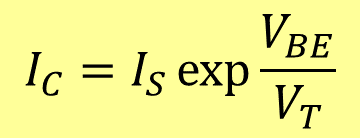 I_C = I_S exp V_BE / V_T